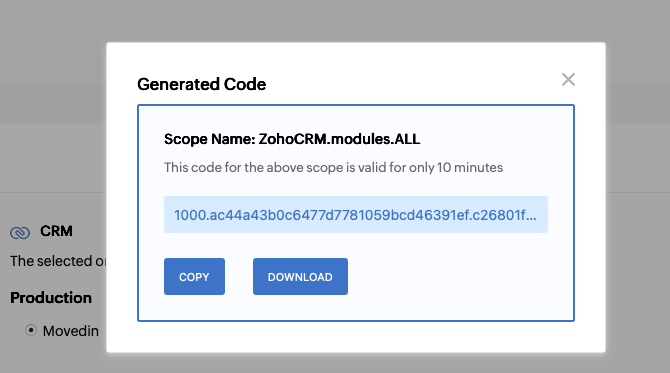 Generated Code
Scope Name: ZohoCRM.modules.ALL
This code for the above scope is valid for only 10 minutes
1000.ac44a43b0c6477d7781059bcd46391ef.c26801f...
COPY
DOWNLOAD
CRM
The selected or
Production
Movedin